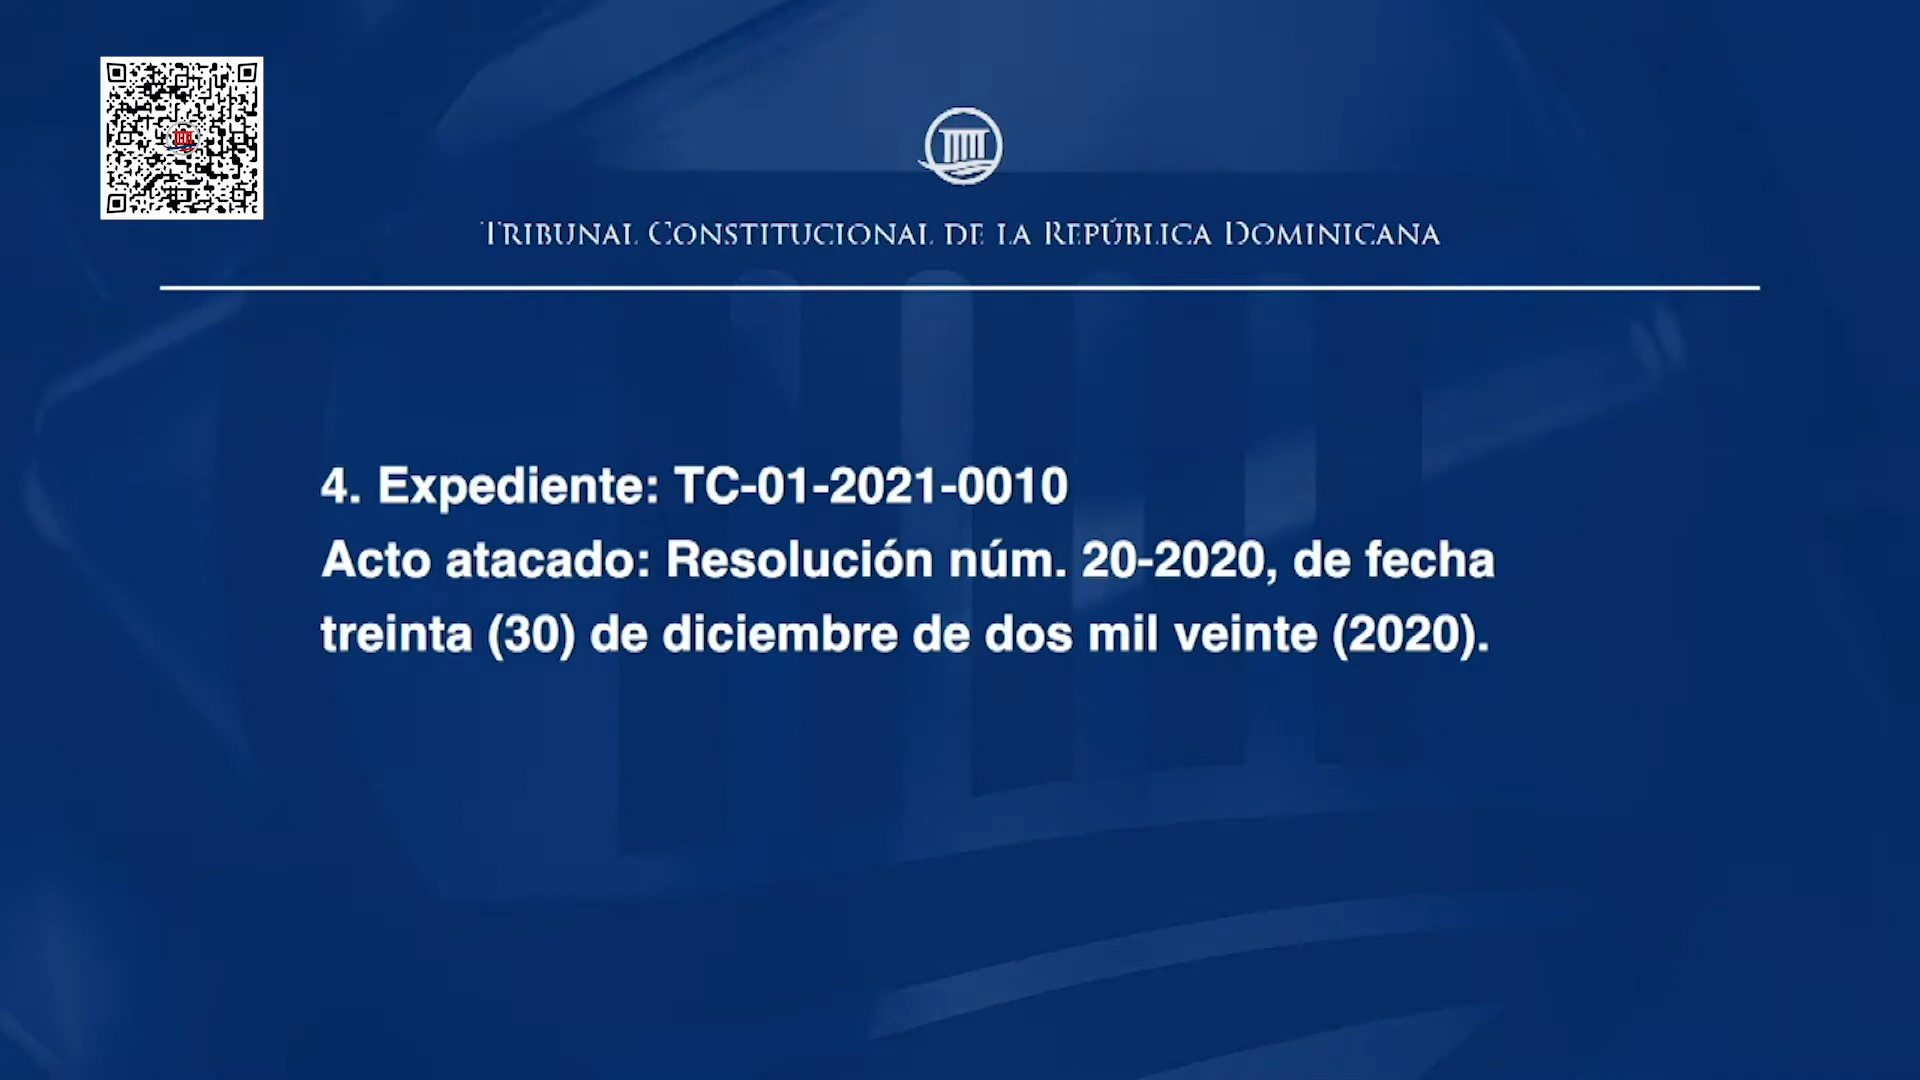 TRIBUNAL CONSTITUCIONAL DE LA REPÚBLICA DOMINICANA
4. Expediente: TC-01-2021-0010
Acto atacado: Resolución núm. 20-2020, de fecha
treinta (30) de diciembre de dos mil veinte (2020).